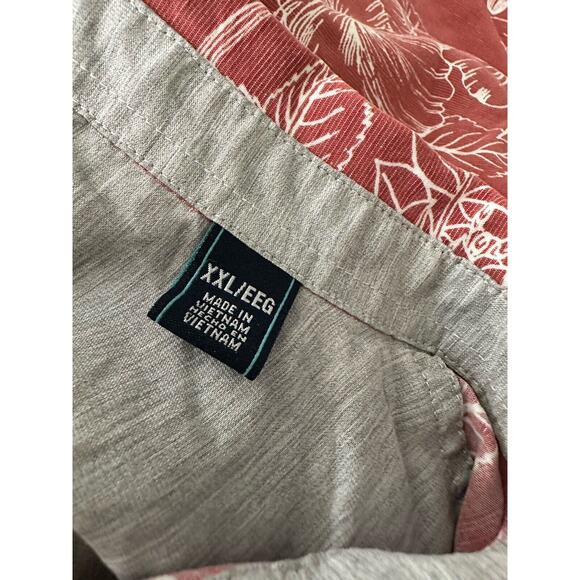 XXL/EEG
MADE IN
VIETNAM
HECHO EN
VIETNAM